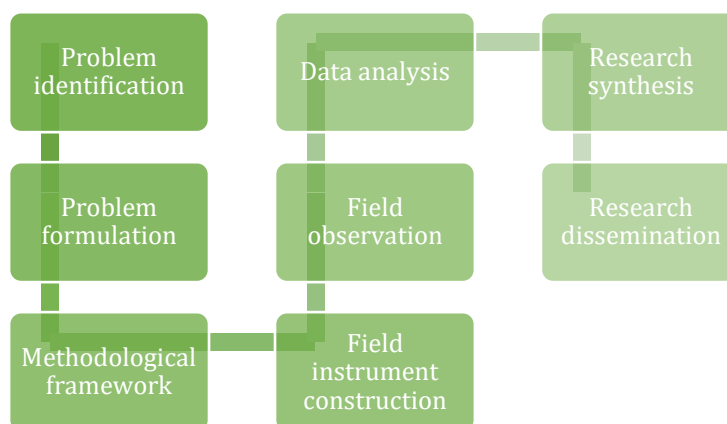 Problem
identification
Problem
formulation
Methodological
framework
Field
instrument
construction
Field
observation
Data analysis
Research
synthesis
Research
dissemination